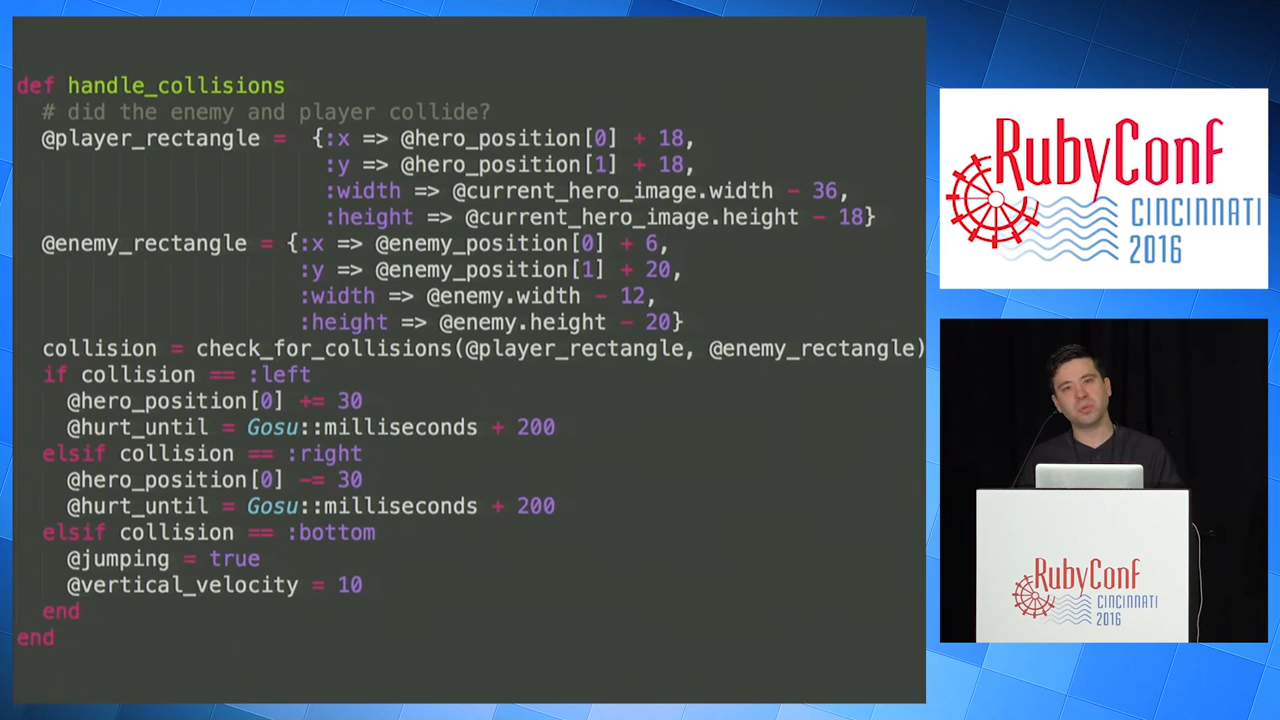 def handle_collisions
# did the enemy and player collide?
@player_rectangle = {:x => @hero_position[0] + 18,
:y => @hero_position[1] + 18,
:width => @current_hero_image.width - 36,
:height => @current_hero_image.height - 18}
@enemy_rectangle = {:x => @enemy_position[0] + 6,
:y => @enemy_position[1] + 20,
:width => @enemy.width - 12,
:height => @enemy.height - 20}
collision = check_for_collisions(@player_rectangle, @enemy_rectangle)
if collision == :left
@hero_position[0] += 30
@hurt_until = Gosu::milliseconds + 200
elsif collision == :right
@hero_position[0] -= 30
@hurt_until = Gosu::milliseconds + 200
elsif collision == :bottom
@jumping = true
@vertical_velocity = 10
end
end
RubyConf
CINCINNATI
2016
RubyConf
CINCINNATI
2016